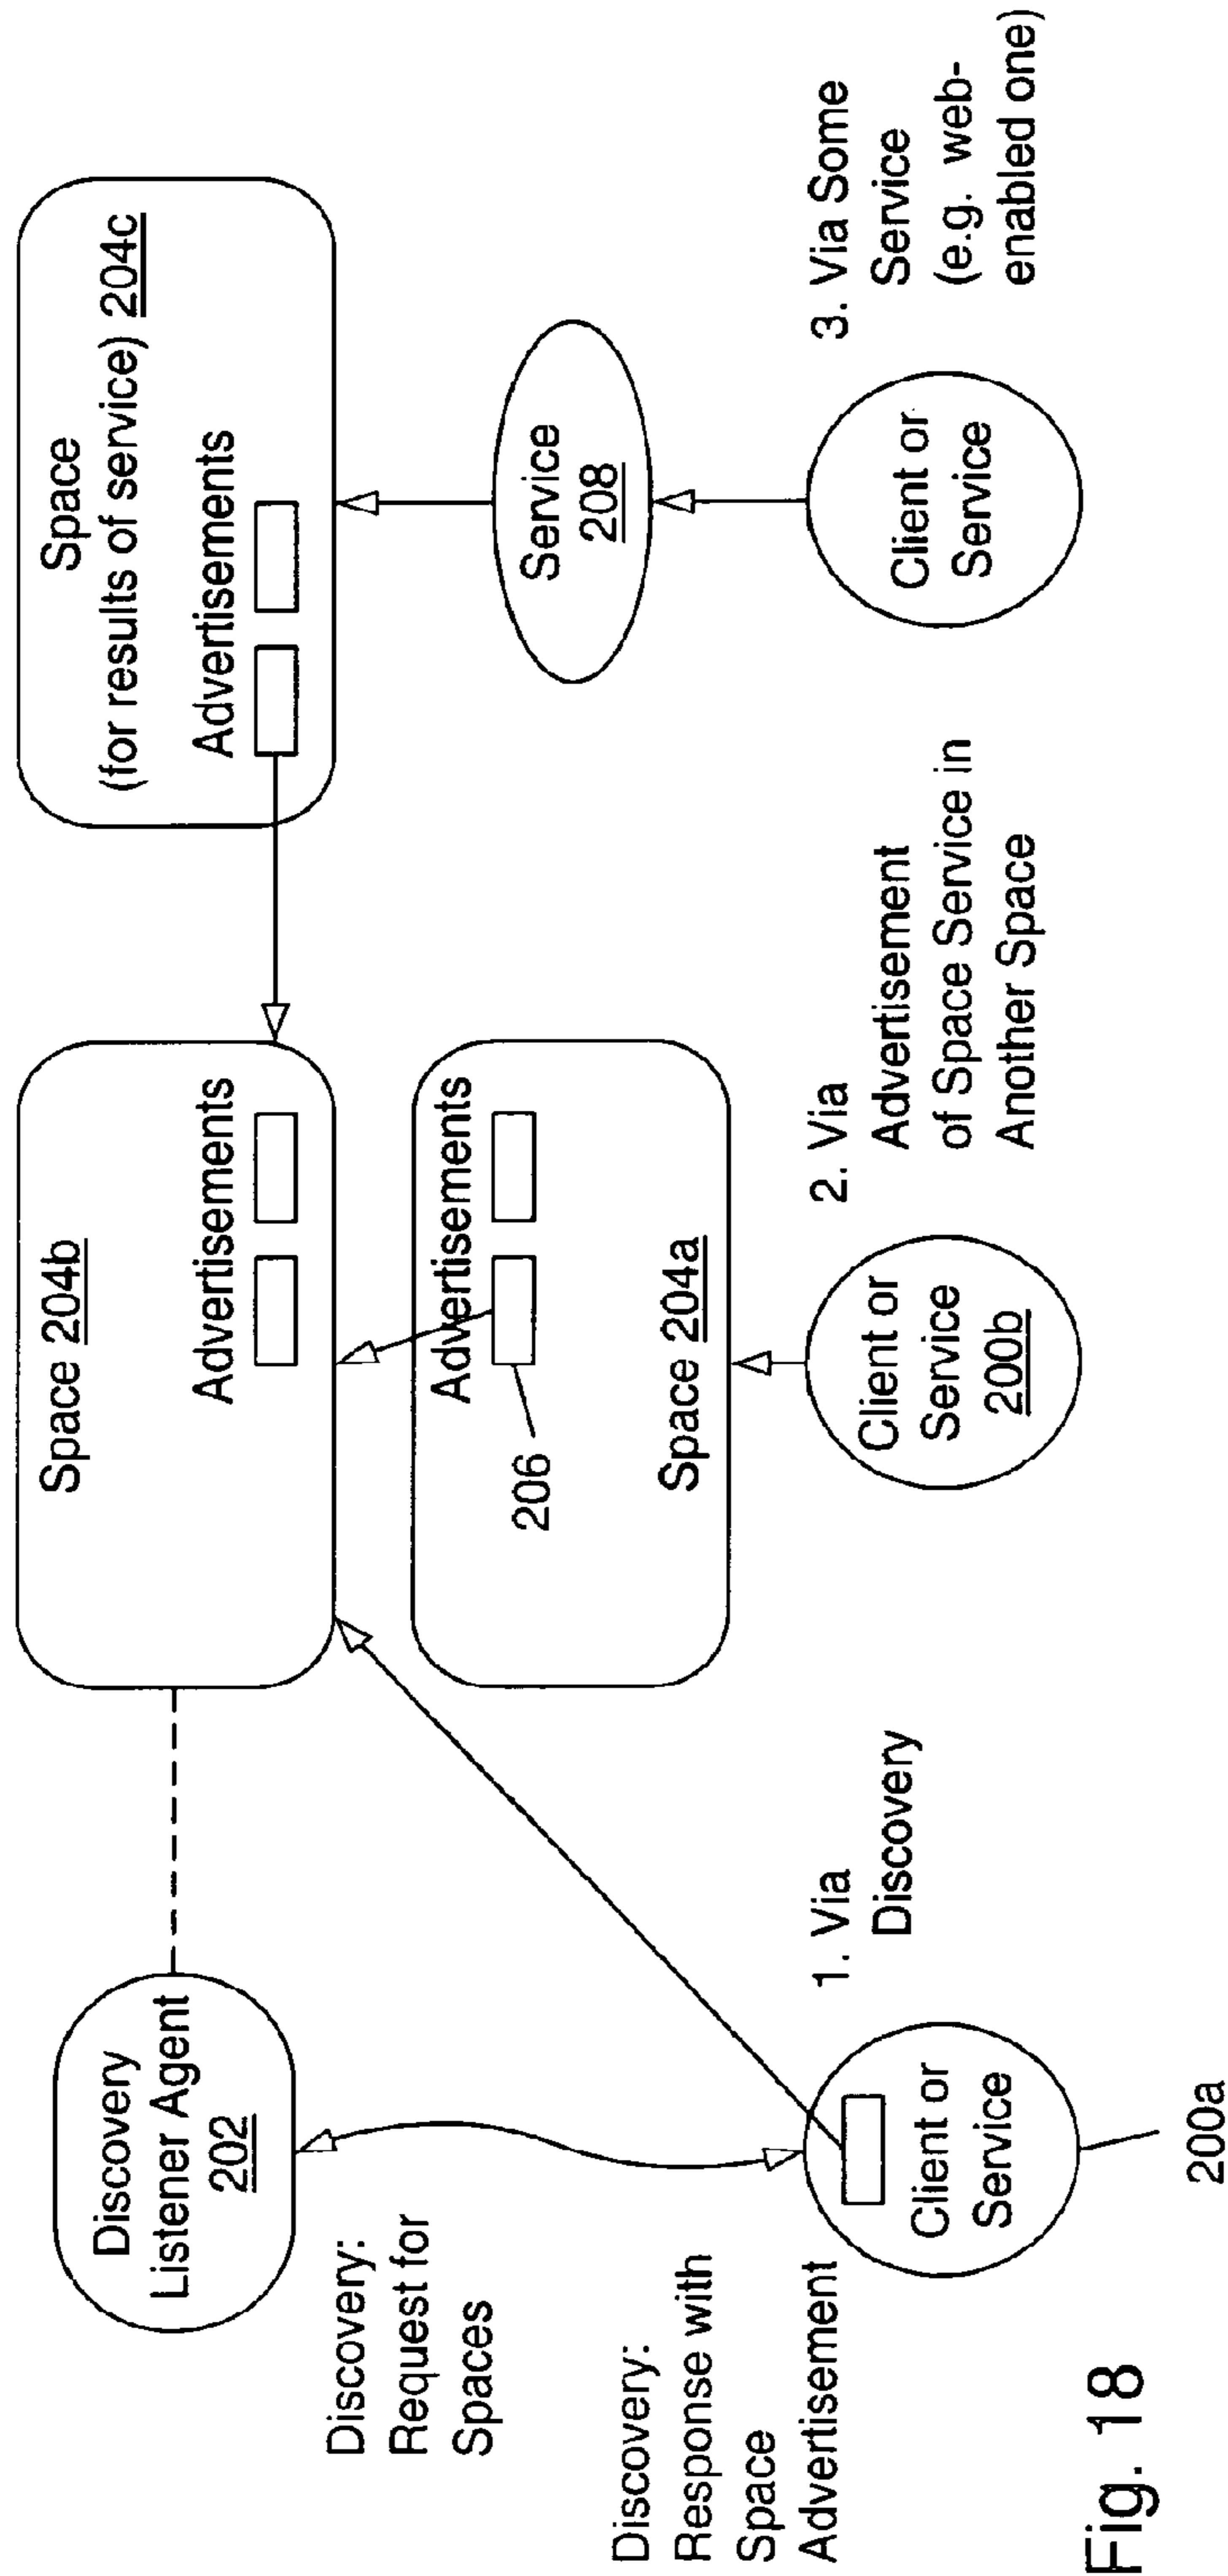 Discovery
Listener Agent
202
Discovery:
Request for
Spaces
Discovery:
Response with
Space
Advertisement
Client or
Service
200a
1. Via
Discovery
Space 204b
Advertisements
Advertisements
206
Space 204a
Client or
Service
200b
2. Via
Advertisement
of Space Service in
Another Space
Space
(for results of service) 204c
Advertisements
Service
208
Client or
Service
3. Via Some
Service
(e.g. web-
enabled one)
Fig. 18